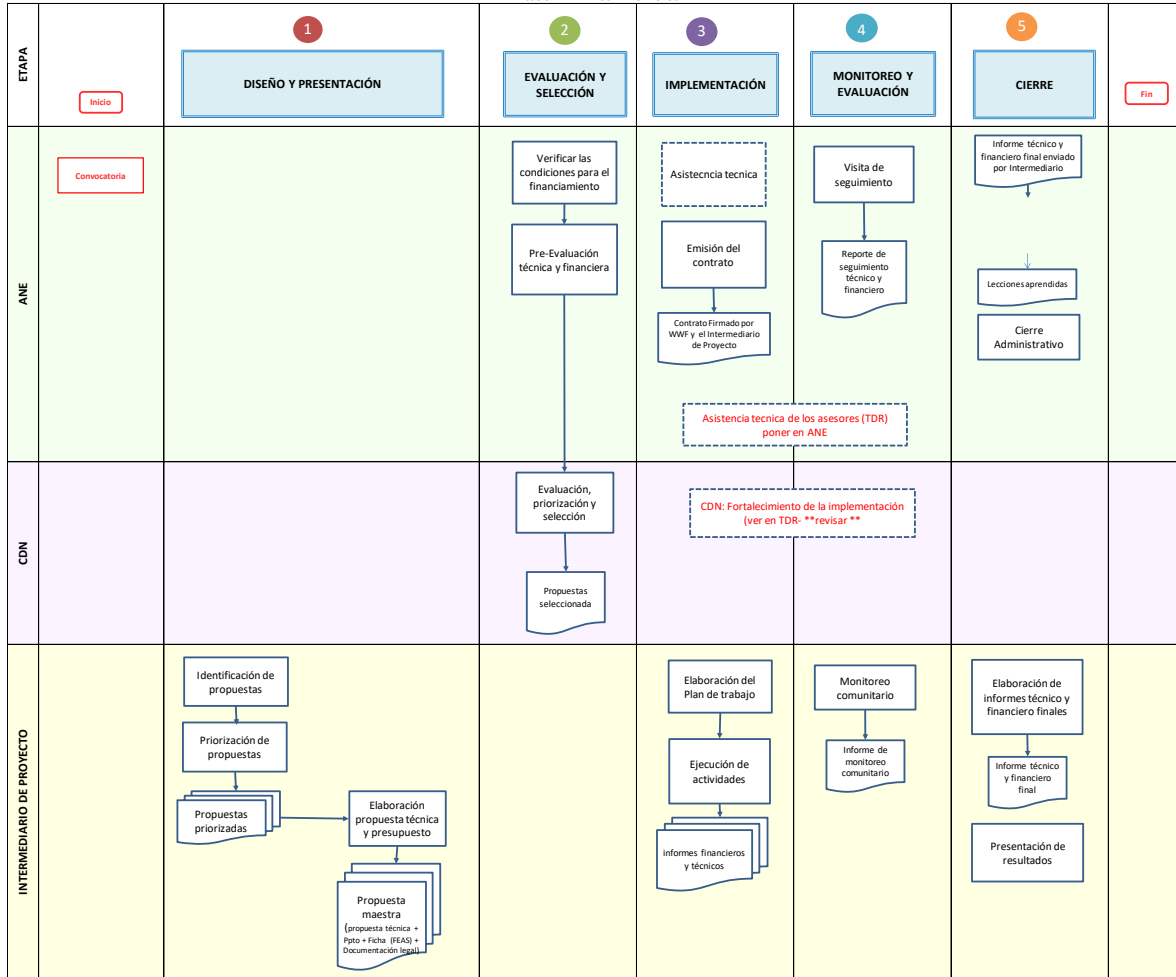 ETAPA
Inicio
1
DISEÑO Y PRESENTACIÓN
2
EVALUACIÓN Y
SELECCIÓN
3
IMPLEMENTACIÓN
4
MONITOREO Y
EVALUACIÓN
5
CIERRE
Fin
ANE
Convocatoria
Verificar las
condiciones para el
financiamiento
Pre-Evaluación
técnica y financiera
Asistecncia tecnica
Emisión del
contrato
Contrato Firmado por
WWF y el Intermediario
de Proyecto
Visita de
seguimiento
Reporte de
seguimiento
técnico y
financiero
Informe técnico y
financiero final enviado
por Intermediario
Lecciones aprendidas
Cierre
Administrativo
Asistencia tecnica de los asesores (TDR)
poner en ANE
CDN
Evaluación,
priorización y
selección
Propuestas
seleccionada
CDN: Fortalecimiento de la implementación
(ver en TDR- **revisar **
INTERMEDIARIO DE PROYECTO
Identificación de
propuestas
Priorización de
propuestas
Propuestas
priorizadas
Elaboración
propuesta técnica
y presupuesto
Propuesta
maestra
(propuesta técnica +
Ppto + Ficha (FEAS) +
Documentación legal)
Elaboración del
Plan de trabajo
Ejecución de
actividades
informes financieros
y técnicos
Monitoreo
comunitario
Informe de
monitoreo
comunitario
Elaboración de
informes técnico y
financiero finales
Informe técnico
y financiero
final
Presentación de
resultados